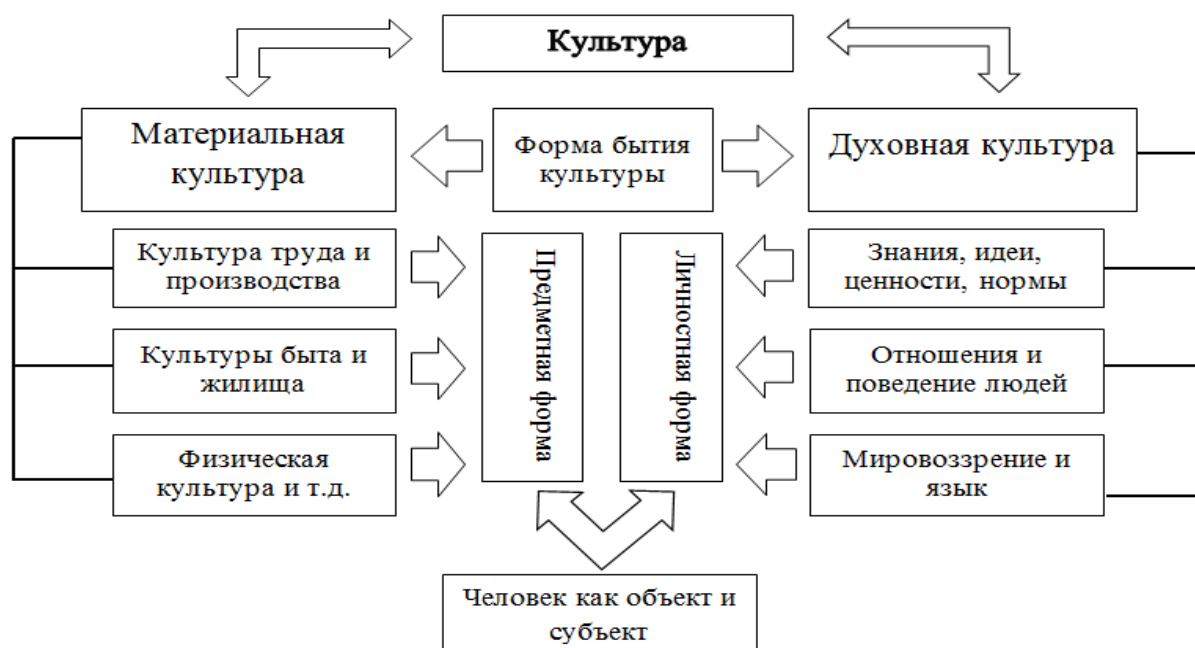 Культура
Материальная
культура
Форма бытия
культуры
Духовная культура
Культура труда и
производства
Предметная форма
Личностная форма
Знания, идеи,
ценности, нормы
Культуры быта и
жилища
Отношения и
поведение людей
Физическая
культура и т.д.
Мировоззрение и
язык
Человек как объект и
субъект